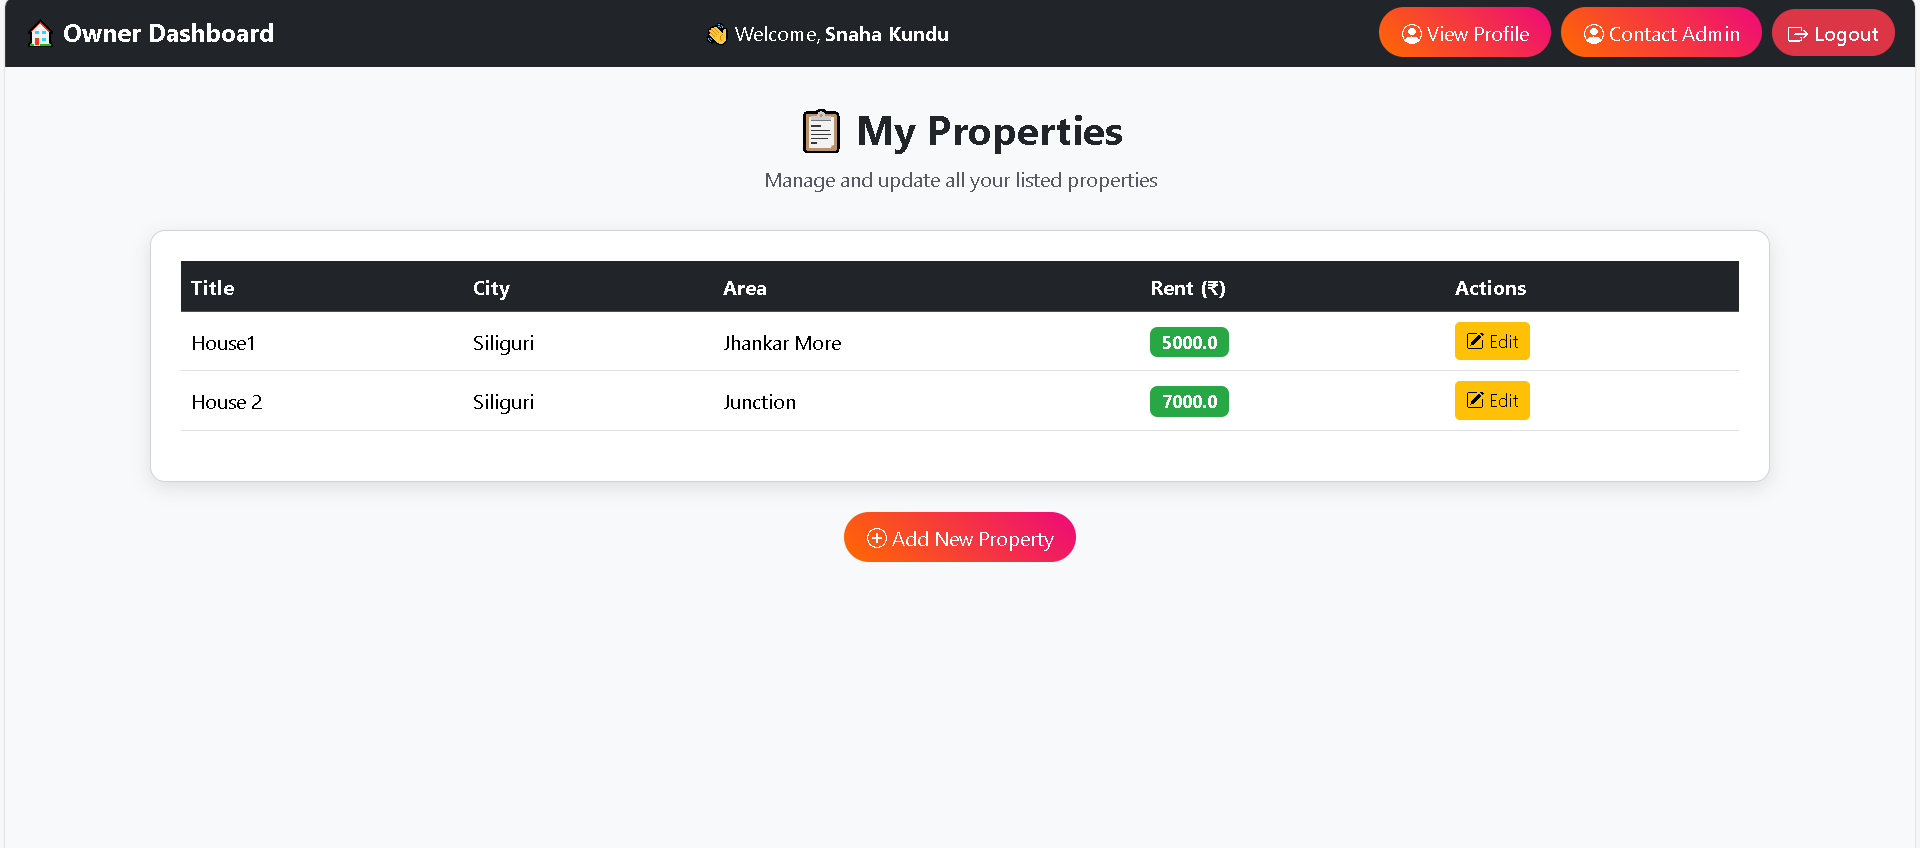 Owner Dashboard
Welcome, Snaha Kundu
View Profile
Contact Admin
Logout
My Properties
Manage and update all your listed properties
Title City Area Rent (₹) Actions
House1 Siliguri Jhankar More 5000.0 Edit
House 2 Siliguri Junction 7000.0 Edit
Add New Property